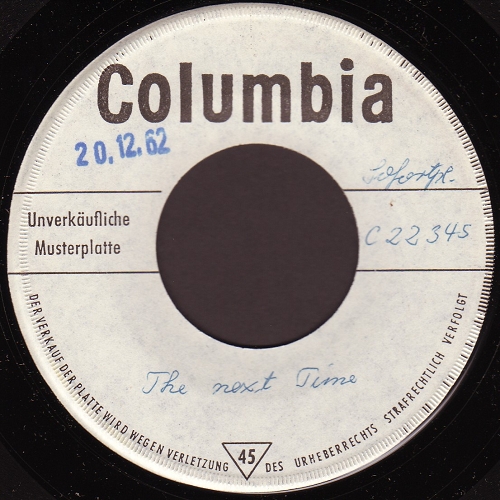 Columbia
20.12.62
Sofortpr.
Unverkäufliche
Musterplatte
C 22 345
The next Time
DER VERKAUF DER PLATTE WIRD WEGEN VERLETZUNG 45 DES URHEBERRECHTS STRAFRECHTLICH VERFOLGT